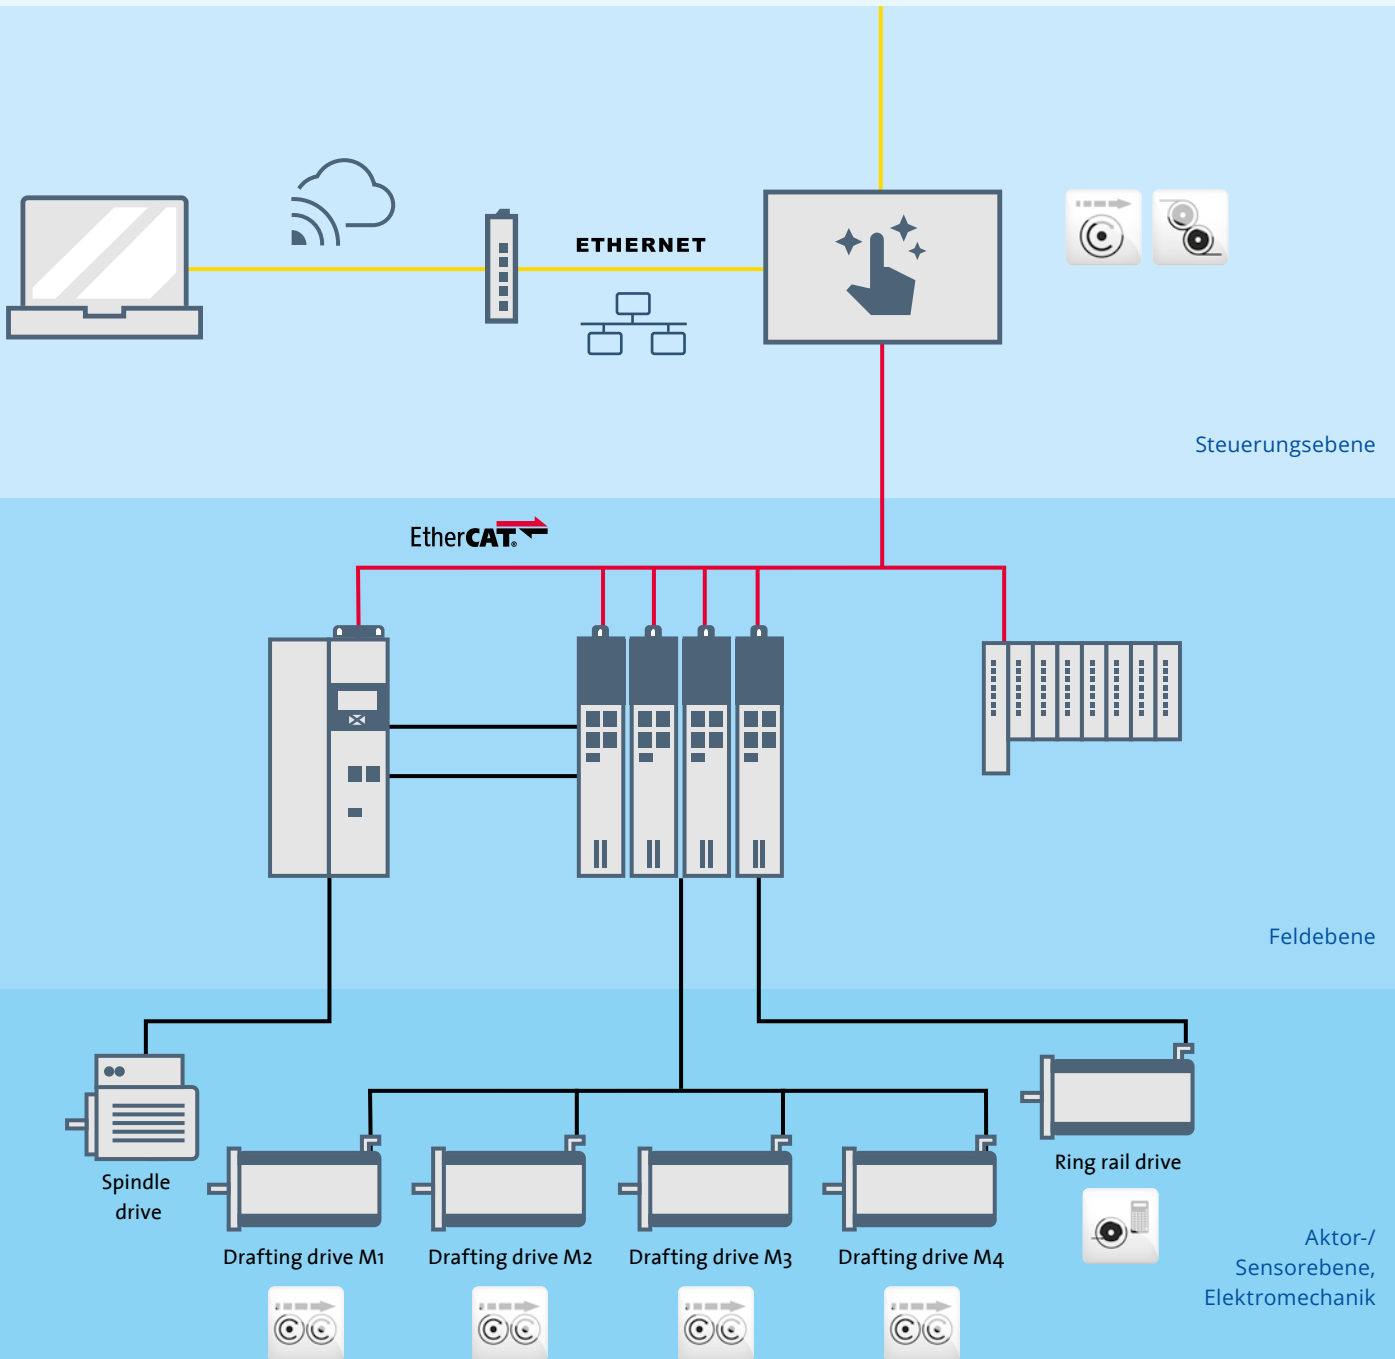 ETHERNET
Steuerungsebene
EtherCAT®
Feldebene
Spindle
drive
Drafting drive M1
Drafting drive M2
Drafting drive M3
Drafting drive M4
Ring rail drive
Aktor-/
Sensorebene,
Elektromechanik